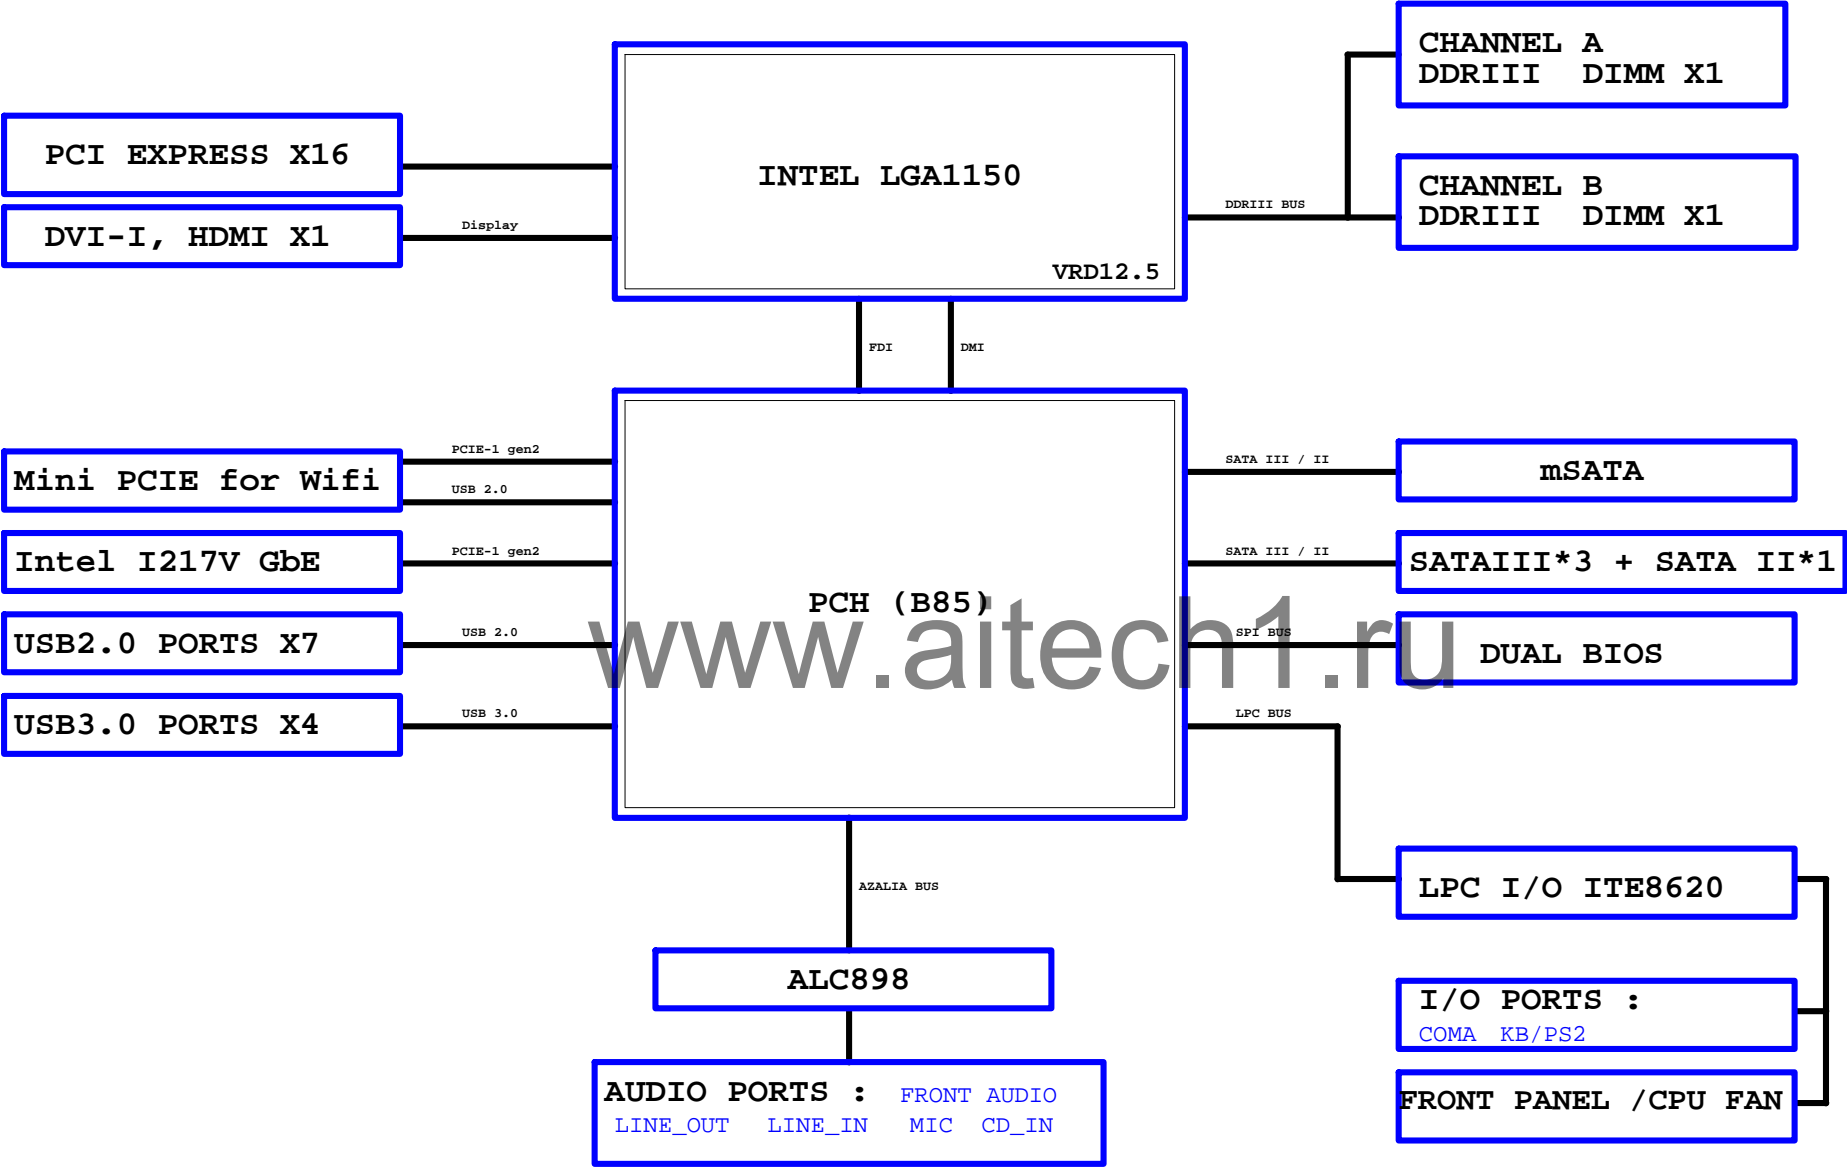 CHANNEL A
DDRIII DIMM X1
PCI EXPRESS X16
INTEL LGA1150
CHANNEL B
DDRIII DIMM X1
DDRIII BUS
DVI-I, HDMI X1
Display
VRD12.5
FDI
DMI
Mini PCIE for Wifi
PCIE-1 gen2
USB 2.0
SATA III / II
mSATA
Intel I217V GbE
PCIE-1 gen2
SATA III / II
SATAIII*3 + SATA II*1
PCH (B85)
www.aitech1.ru
USB2.0 PORTS X7
USB 2.0
SPI BUS
DUAL BIOS
USB3.0 PORTS X4
USB 3.0
LPC BUS
AZALIA BUS
LPC I/O ITE8620
ALC898
I/O PORTS :
COMA KB/PS2
AUDIO PORTS : FRONT AUDIO
LINE_OUT LINE_IN MIC CD_IN
FRONT PANEL /CPU FAN